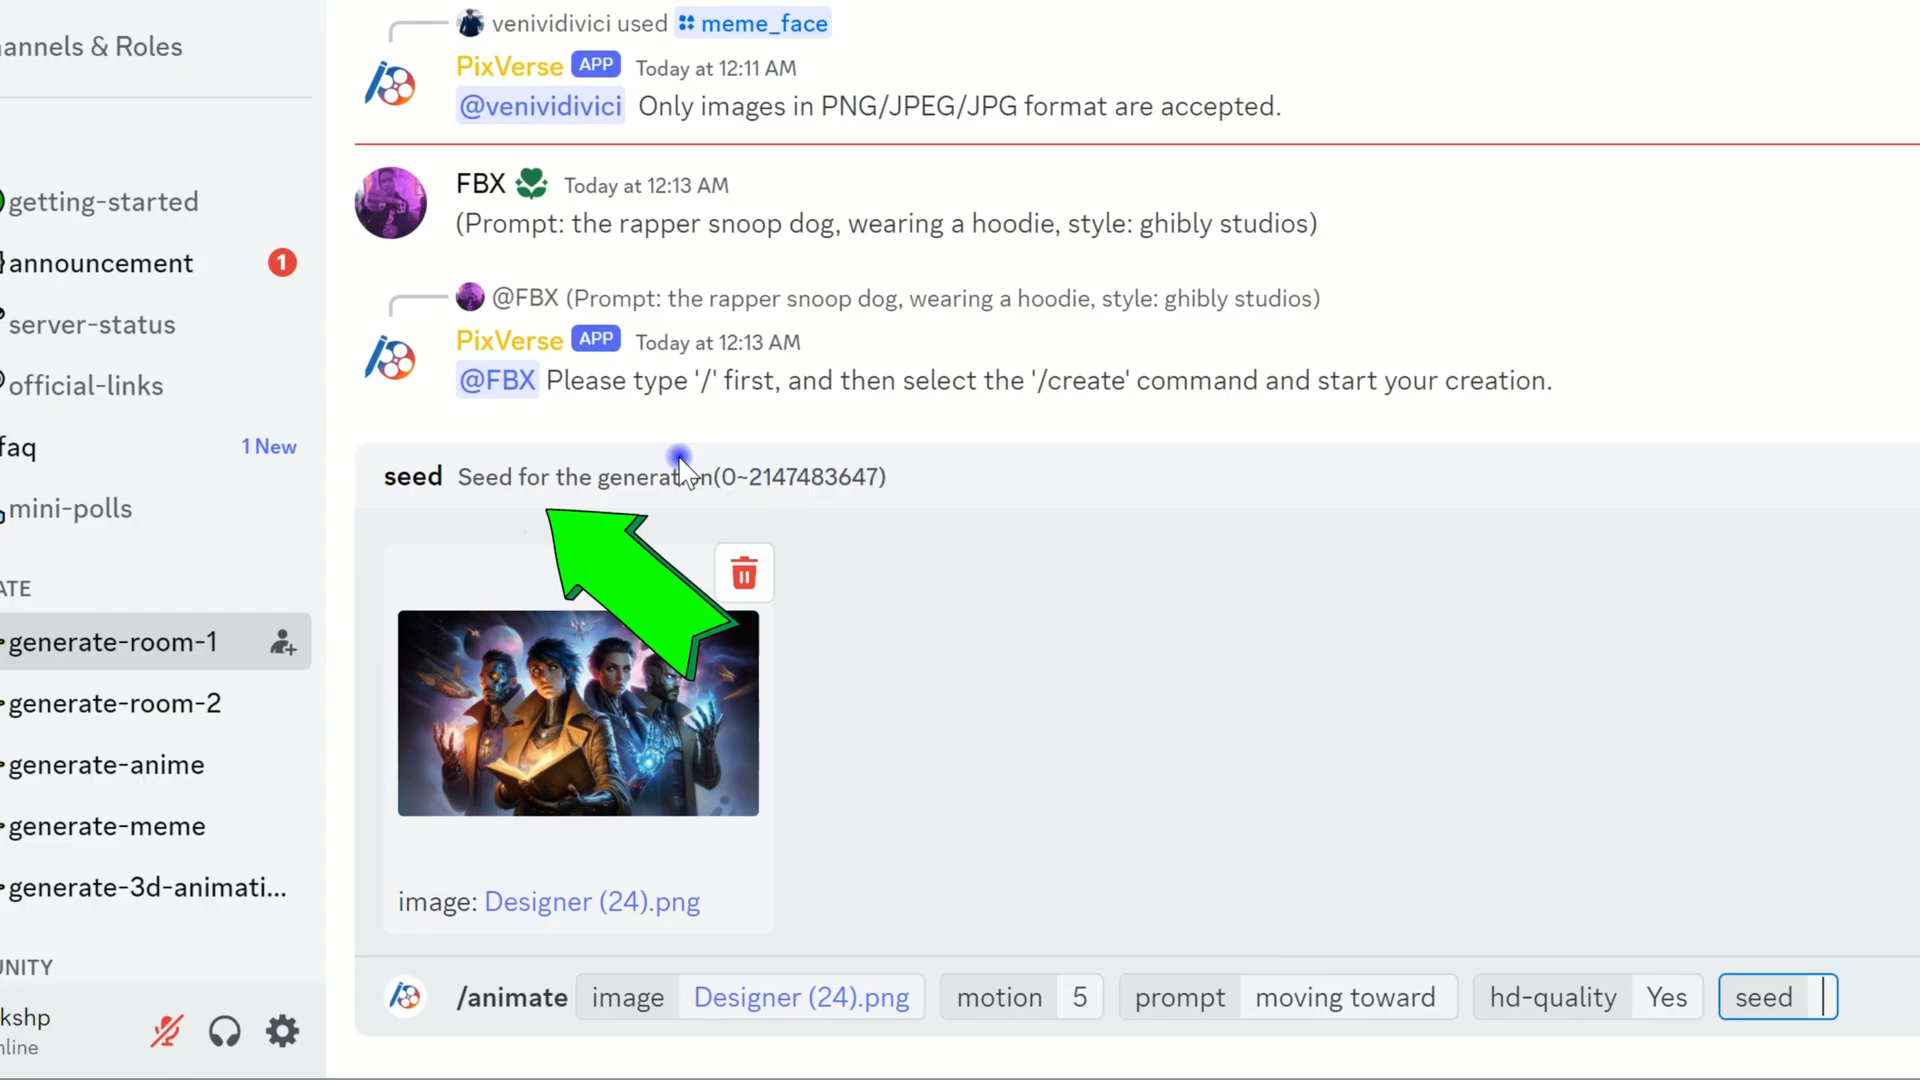 annels & Roles
getting-started
announcement
1
server-status
official-links
faq
1 New
mini-polls
ATE
generate-room-1
generate-room-2
generate-anime
generate-meme
generate-3d-animati...
UNITY
kshp
nline
venividivici used meme_face
PixVerse APP Today at 12:11 AM
@venividivici Only images in PNG/JPEG/JPG format are accepted.
FBX Today at 12:13 AM
(Prompt: the rapper snoop dog, wearing a hoodie, style: ghibly studios)
@FBX (Prompt: the rapper snoop dog, wearing a hoodie, style: ghibly studios)
PixVerse APP Today at 12:13 AM
@FBX Please type '/' first, and then select the '/create' command and start your creation.
seed Seed for the generation(0~2147483647)
image: Designer (24).png
/animate image Designer (24).png motion 5 prompt moving toward hd-quality Yes seed